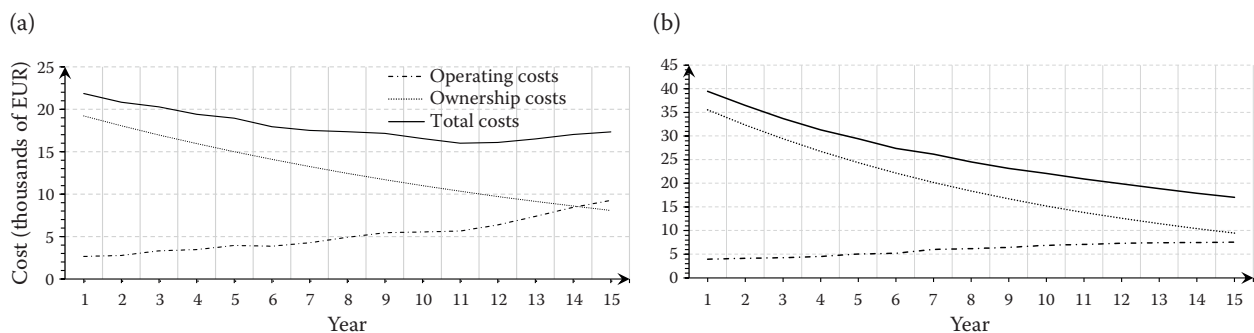 (a)
Cost (thousands of EUR)
25
20
15
10
5
0
Operating costs
Ownership costs
Total costs
1 2 3 4 5 6 7 8 9 10 11 12 13 14 15
Year
(b)
45
40
35
30
25
20
15
10
5
0
1 2 3 4 5 6 7 8 9 10 11 12 13 14 15
Year